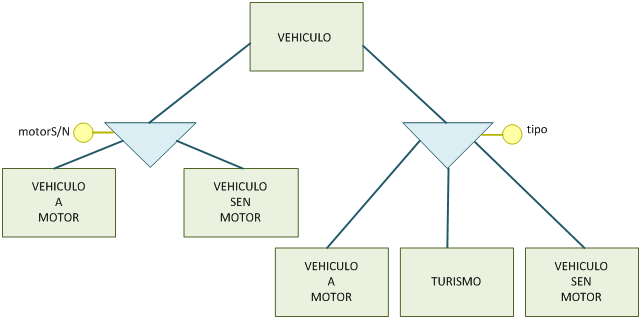 VEHICULO
motorS/N
tipo
VEHICULO
A
MOTOR
VEHICULO
SEN
MOTOR
VEHICULO
A
MOTOR
TURISMO
VEHICULO
SEN
MOTOR